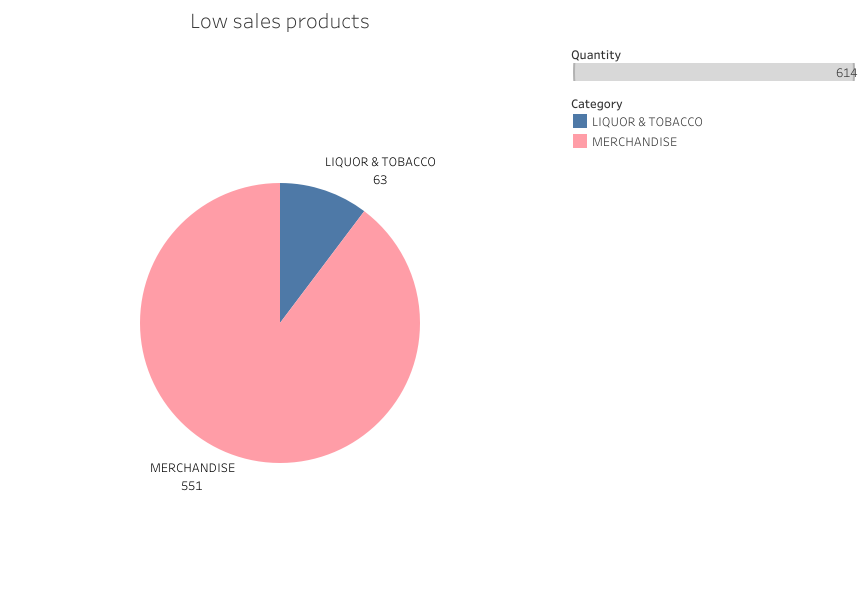 Low sales products
Quantity
614
Category
LIQUOR & TOBACCO
MERCHANDISE
LIQUOR & TOBACCO
63
MERCHANDISE
551